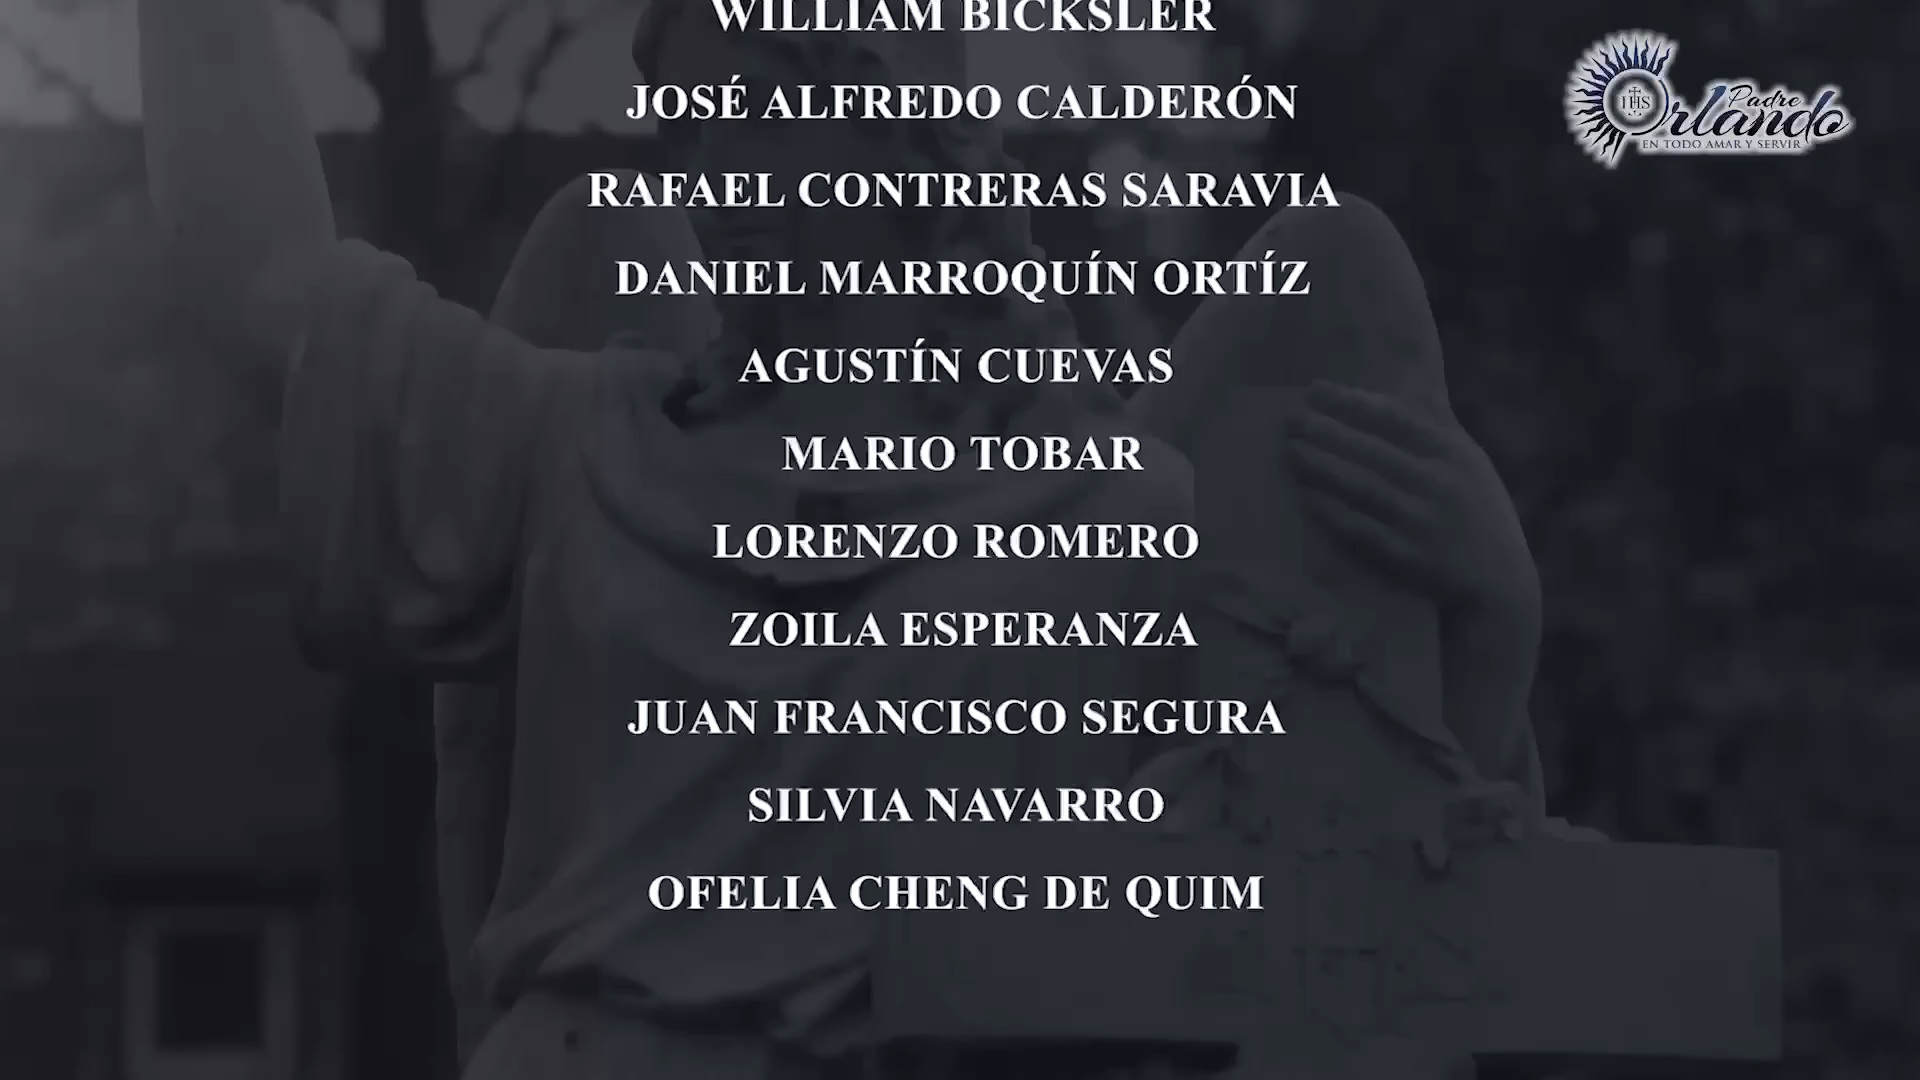 WILLIAM BICKSLER
JOSÉ ALFREDO CALDERÓN
RAFAEL CONTRERAS SARAVIA
DANIEL MARROQUÍN ORTÍZ
AGUSTÍN CUEVAS
MARIO TOBAR
LORENZO ROMERO
ZOILA ESPERANZA
JUAN FRANCISCO SEGURA
SILVIA NAVARRO
OFELIA CHENG DE QUIM
IHS
Padre
Orlando
EN TODO AMAR Y SERVIR